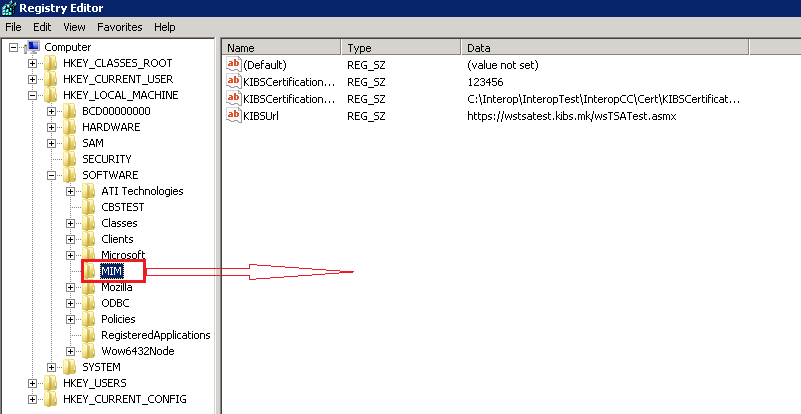 Registry Editor
File Edit View Favorites Help
Computer
HKEY_CLASSES_ROOT
HKEY_CURRENT_USER
HKEY_LOCAL_MACHINE
BCD00000000
HARDWARE
SAM
SECURITY
SOFTWARE
ATI Technologies
CBSTEST
Classes
Clients
Microsoft
MIM
Mozilla
ODBC
Policies
RegisteredApplications
Wow6432Node
SYSTEM
HKEY_USERS
HKEY_CURRENT_CONFIG
Name Type Data
(Default) REG_SZ (value not set)
KIBSCertification... REG_SZ 123456
KIBSCertification... REG_SZ C:\Interop\InteropTest\InteropCC\Cert\KIBSCertificat...
KIBSUrl REG_SZ https://wstsatest.kibs.mk/wsTSATest.asmx